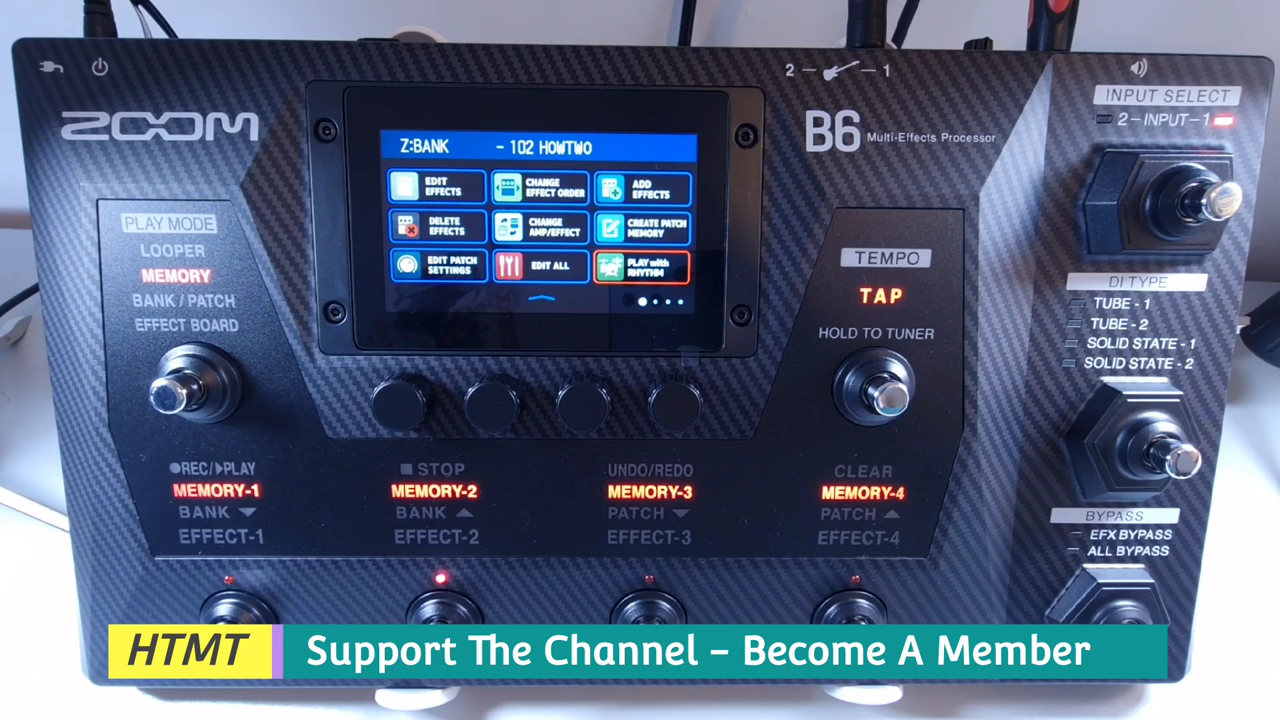 ZOOM
2 — 1
B6 Multi-Effects Processor
INPUT SELECT
2-INPUT-1
Z:BANK - 102 HOWTWO
EDIT EFFECTS
CHANGE EFFECT ORDER
ADD EFFECTS
DELETE EFFECTS
CHANGE AMP/EFFECT
CREATE PATCH MEMORY
EDIT PATCH SETTINGS
EDIT ALL
PLAY with RHYTHM
PLAY MODE
LOOPER
MEMORY
BANK / PATCH
EFFECT BOARD
TEMPO
TAP
HOLD TO TUNER
DI TYPE
TUBE - 1
TUBE - 2
SOLID STATE - 1
SOLID STATE - 2
●REC/▶PLAY
MEMORY-1
BANK ▼
EFFECT-1
■ STOP
MEMORY-2
BANK ▲
EFFECT-2
UNDO/REDO
MEMORY-3
PATCH ▼
EFFECT-3
CLEAR
MEMORY-4
PATCH ▲
EFFECT-4
BYPASS
EFX BYPASS
ALL BYPASS
HTMT
Support The Channel – Become A Member